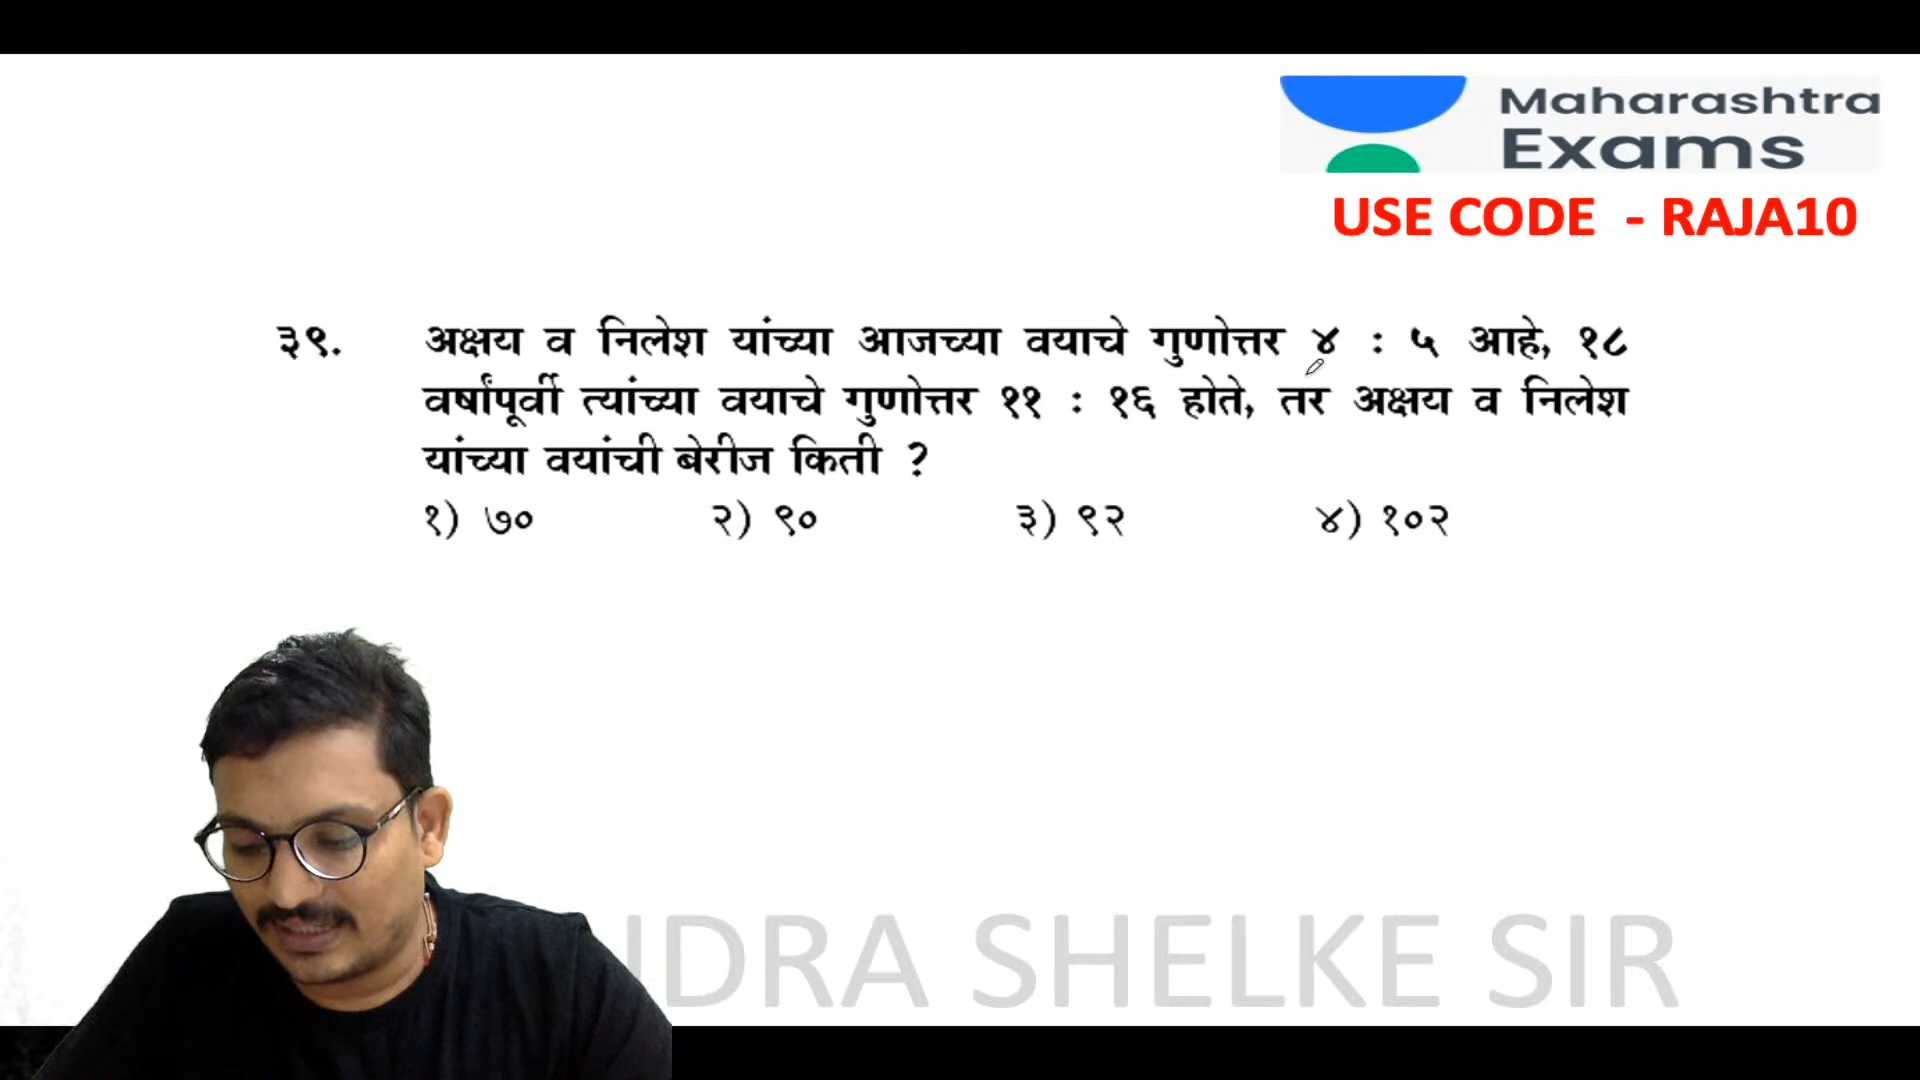 Maharashtra
Exams
USE CODE - RAJA10
३९. अक्षय व निलेश यांच्या आजच्या वयाचे गुणोत्तर ४ : ५ आहे, १८
वर्षांपूर्वी त्यांच्या वयाचे गुणोत्तर ११ : १६ होते, तर अक्षय व निलेश
यांच्या वयांची बेरीज किती ?
१) ७० २) ९० ३) ९२ ४) १०२
SHELKE SIR